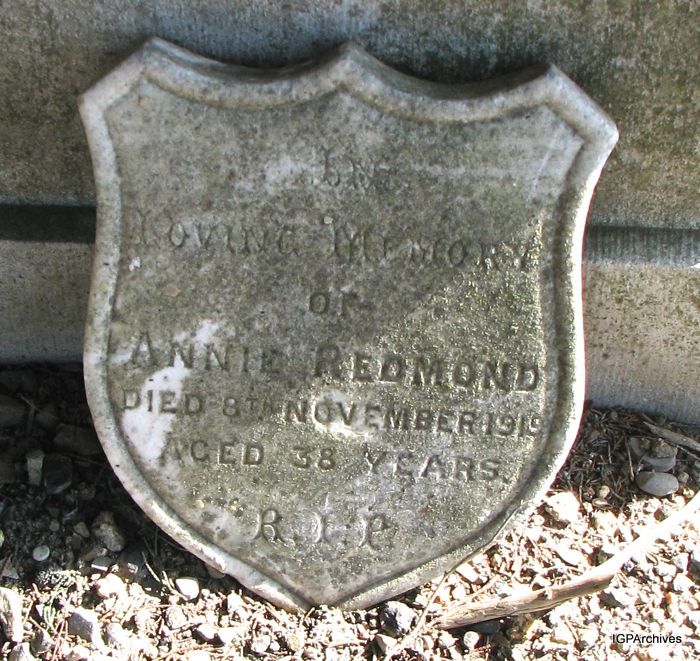 In
Loving Memory
of
Annie Redmond
Died 8th November 1919
Aged 38 Years
R.I.P.
IGPArchives